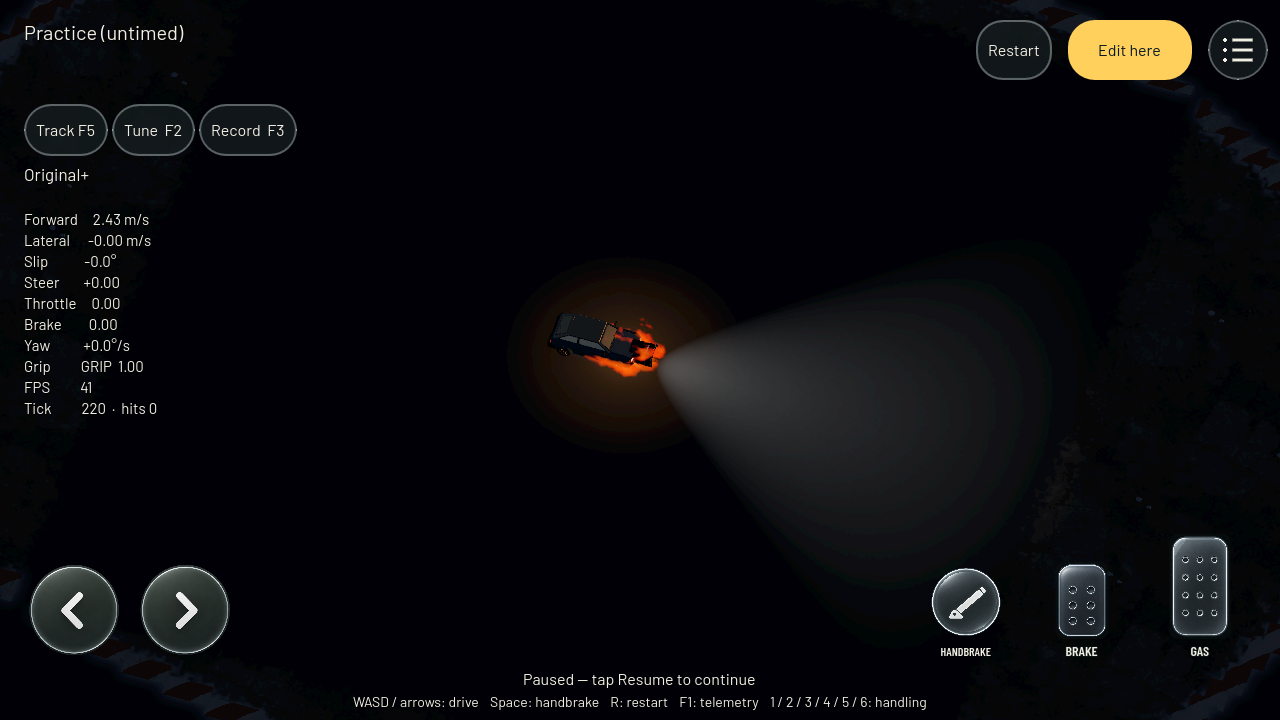 Practice (untimed)
Restart
Edit here
Track F5
Tune F2
Record F3
Original+
Forward 2.43 m/s
Lateral -0.00 m/s
Slip -0.0°
Steer +0.00
Throttle 0.00
Brake 0.00
Yaw +0.0°/s
Grip GRIP 1.00
FPS 41
Tick 220 · hits 0
HANDBRAKE
BRAKE
GAS
Paused — tap Resume to continue
WASD / arrows: drive Space: handbrake R: restart F1: telemetry 1 / 2 / 3 / 4 / 5 / 6: handling